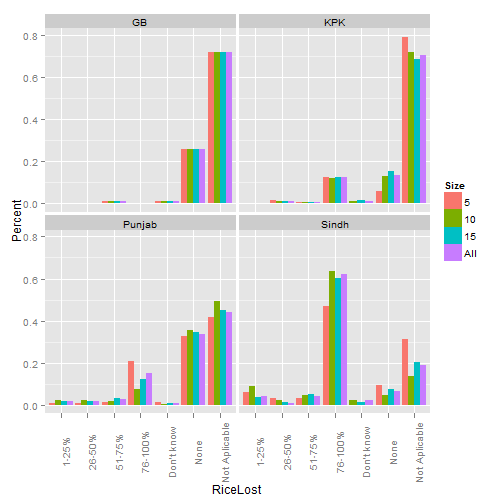 GB
KPK
0.8
0.6
0.4
0.2
0.0
Punjab
Sindh
0.8
0.6
0.4
0.2
0.0
Percent
1-25%
26-50%
51-75%
76-100%
Don't know
None
Not Aplicable
1-25%
26-50%
51-75%
76-100%
Don't know
None
Not Aplicable
RiceLost
Size
5
10
15
All